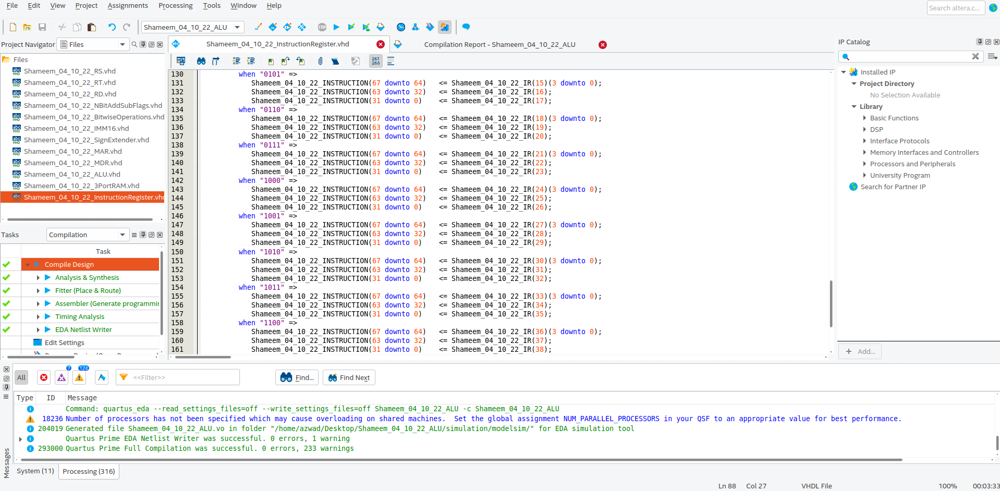 File Edit View Project Assignments Processing Tools Window Help
Search altera.c...
Shameem_04_10_22_ALU
STOP
Project Navigator
Files
Files
Shameem_04_10_22_RS.vhd
Shameem_04_10_22_RT.vhd
Shameem_04_10_22_RD.vhd
Shameem_04_10_22_NBitAddSubFlags.vhd
Shameem_04_10_22_BitwiseOperations.vhd
Shameem_04_10_22_IMM16.vhd
Shameem_04_10_22_SignExtender.vhd
Shameem_04_10_22_MAR.vhd
Shameem_04_10_22_MDR.vhd
Shameem_04_10_22_ALU.vhd
Shameem_04_10_22_3PortRAM.vhd
Shameem_04_10_22_InstructionRegister.vhd
Tasks
Compilation
Task
Compile Design
Analysis & Synthesis
Fitter (Place & Route)
Assembler (Generate programmin
Timing Analysis
EDA Netlist Writer
Edit Settings
Shameem_04_10_22_InstructionRegister.vhd
Compilation Report - Shameem_04_10_22_ALU
267
268
130 when "0101" =>
131 Shameem_04_10_22_INSTRUCTION(67 downto 64) <= Shameem_04_10_22_IR(15)(3 downto 0);
132 Shameem_04_10_22_INSTRUCTION(63 downto 32) <= Shameem_04_10_22_IR(16);
133 Shameem_04_10_22_INSTRUCTION(31 downto 0) <= Shameem_04_10_22_IR(17);
134 when "0110" =>
135 Shameem_04_10_22_INSTRUCTION(67 downto 64) <= Shameem_04_10_22_IR(18)(3 downto 0);
136 Shameem_04_10_22_INSTRUCTION(63 downto 32) <= Shameem_04_10_22_IR(19);
137 Shameem_04_10_22_INSTRUCTION(31 downto 0) <= Shameem_04_10_22_IR(20);
138 when "0111" =>
139 Shameem_04_10_22_INSTRUCTION(67 downto 64) <= Shameem_04_10_22_IR(21)(3 downto 0);
140 Shameem_04_10_22_INSTRUCTION(63 downto 32) <= Shameem_04_10_22_IR(22);
141 Shameem_04_10_22_INSTRUCTION(31 downto 0) <= Shameem_04_10_22_IR(23);
142 when "1000" =>
143 Shameem_04_10_22_INSTRUCTION(67 downto 64) <= Shameem_04_10_22_IR(24)(3 downto 0);
144 Shameem_04_10_22_INSTRUCTION(63 downto 32) <= Shameem_04_10_22_IR(25);
145 Shameem_04_10_22_INSTRUCTION(31 downto 0) <= Shameem_04_10_22_IR(26);
146 when "1001" =>
147 Shameem_04_10_22_INSTRUCTION(67 downto 64) <= Shameem_04_10_22_IR(27)(3 downto 0);
148 Shameem_04_10_22_INSTRUCTION(63 downto 32) <= Shameem_04_10_22_IR(28);
149 Shameem_04_10_22_INSTRUCTION(31 downto 0) <= Shameem_04_10_22_IR(29);
150 when "1010" =>
151 Shameem_04_10_22_INSTRUCTION(67 downto 64) <= Shameem_04_10_22_IR(30)(3 downto 0);
152 Shameem_04_10_22_INSTRUCTION(63 downto 32) <= Shameem_04_10_22_IR(31);
153 Shameem_04_10_22_INSTRUCTION(31 downto 0) <= Shameem_04_10_22_IR(32);
154 when "1011" =>
155 Shameem_04_10_22_INSTRUCTION(67 downto 64) <= Shameem_04_10_22_IR(33)(3 downto 0);
156 Shameem_04_10_22_INSTRUCTION(63 downto 32) <= Shameem_04_10_22_IR(34);
157 Shameem_04_10_22_INSTRUCTION(31 downto 0) <= Shameem_04_10_22_IR(35);
158 when "1100" =>
159 Shameem_04_10_22_INSTRUCTION(67 downto 64) <= Shameem_04_10_22_IR(36)(3 downto 0);
160 Shameem_04_10_22_INSTRUCTION(63 downto 32) <= Shameem_04_10_22_IR(37);
161 Shameem_04_10_22_INSTRUCTION(31 downto 0) <= Shameem_04_10_22_IR(38);
IP Catalog
Installed IP
Project Directory
No Selection Available
Library
Basic Functions
DSP
Interface Protocols
Memory Interfaces and Controllers
Processors and Peripherals
University Program
Search for Partner IP
+ Add...
All 7 124 <<Filter>> Find... Find Next
Type ID Message
Command: quartus_eda --read_settings_files=off --write_settings_files=off Shameem_04_10_22_ALU -c Shameem_04_10_22_ALU
18236 Number of processors has not been specified which may cause overloading on shared machines. Set the global assignment NUM_PARALLEL_PROCESSORS in your QSF to an appropriate value for best performance.
204019 Generated file Shameem_04_10_22_ALU.vo in folder "/home/azwad/Desktop/Shameem_04_10_22_ALU/simulation/modelsim/" for EDA simulation tool
Quartus Prime EDA Netlist Writer was successful. 0 errors, 1 warning
293000 Quartus Prime Full Compilation was successful. 0 errors, 233 warnings
Messages
System (11) Processing (316)
Ln 88 Col 27 VHDL File 100% 00:03:33